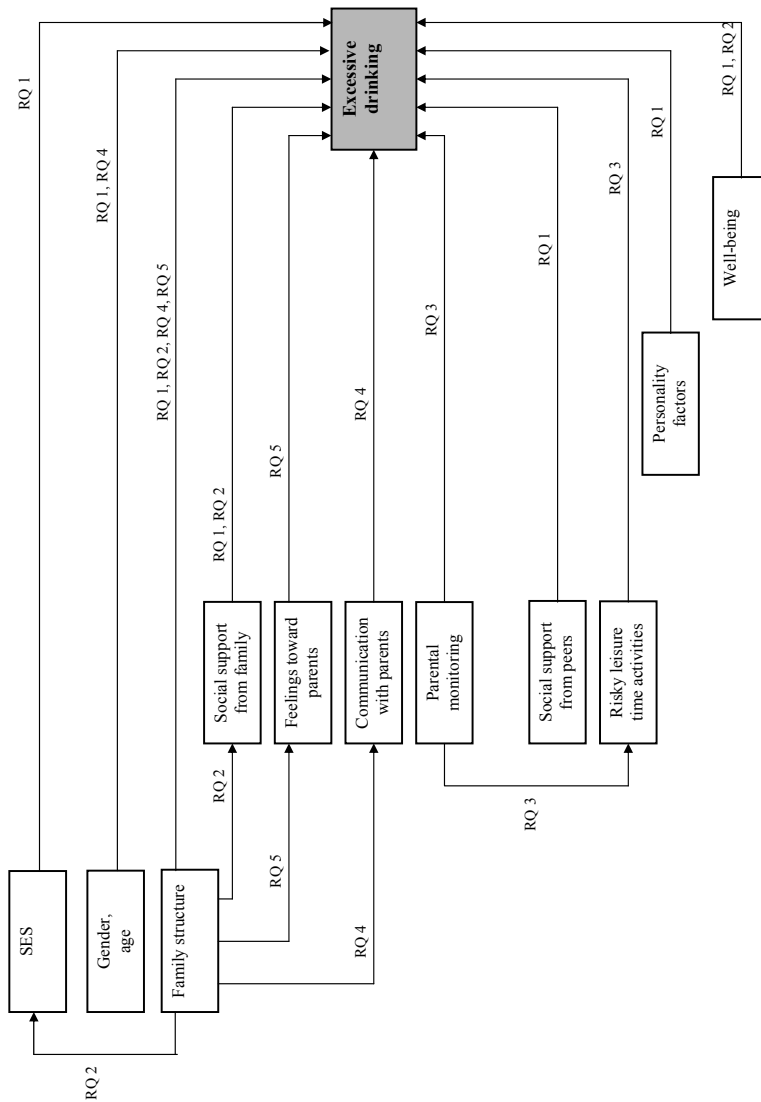 SES
Gender,
age
Family structure
RQ 2
RQ 2
RQ 5
RQ 4
Social support
from family
Feelings toward
parents
Communication
with parents
Parental
monitoring
RQ 3
Social support
from peers
Risky leisure
time activities
Personality
factors
Well-being
RQ 1
RQ 1, RQ 4
RQ 1, RQ 2, RQ 4, RQ 5
RQ 1, RQ 2
RQ 5
RQ 4
RQ 3
RQ 1
RQ 3
RQ 1
RQ 1, RQ 2
Excessive
drinking